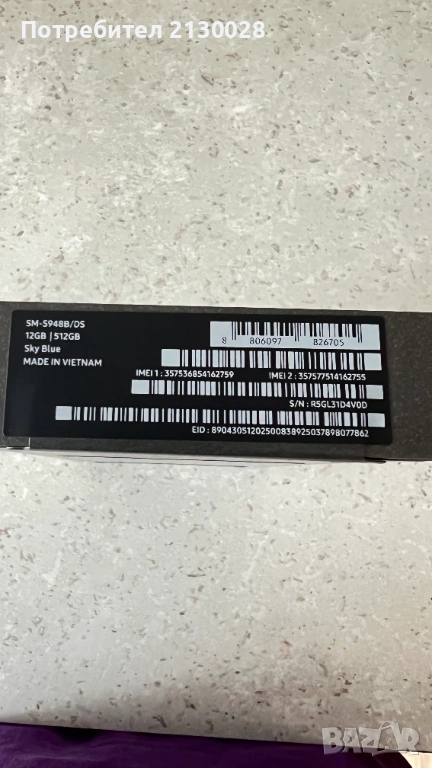 Потребител 2130028.
SM-S948B/DS
12GB | 512GB
Sky Blue
MADE IN VIETNAM
8 806097 826705
IMEI 1 : 357536854162759 IMEI 2 : 357577514162755
S/N : R5GL31D4V0D
EID : 89043051202500838925037898077862
BAZAR